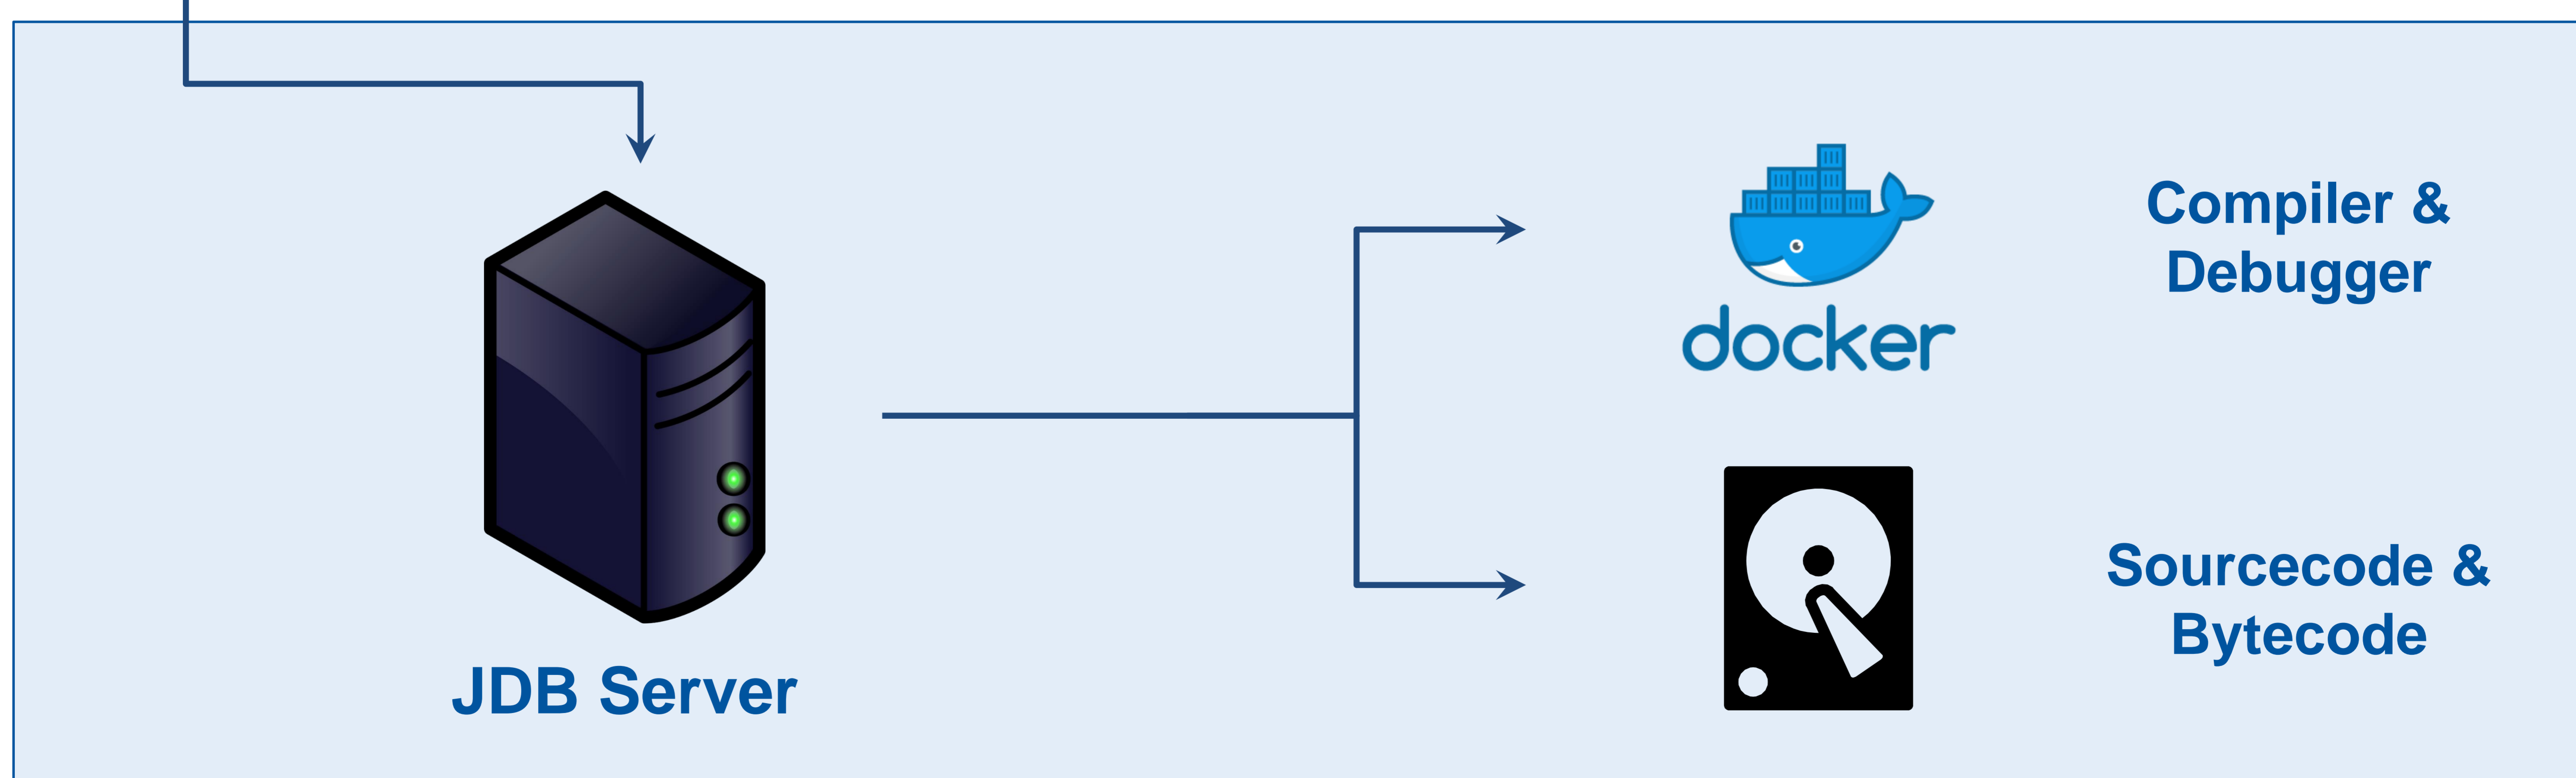 docker
Compiler &
Debugger
JDB Server
Sourcecode &
Bytecode